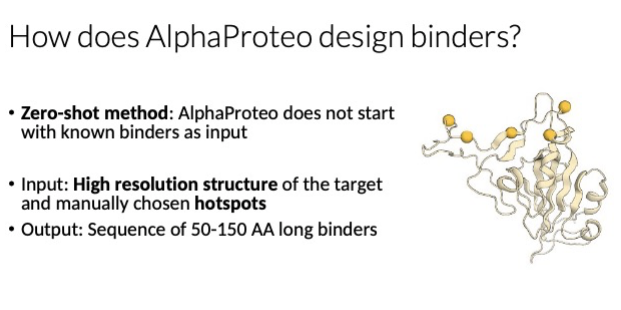 How does AlphaProteo design binders?
• Zero-shot method: AlphaProteo does not start
with known binders as input
• Input: High resolution structure of the target
and manually chosen hotspots
• Output: Sequence of 50-150 AA long binders